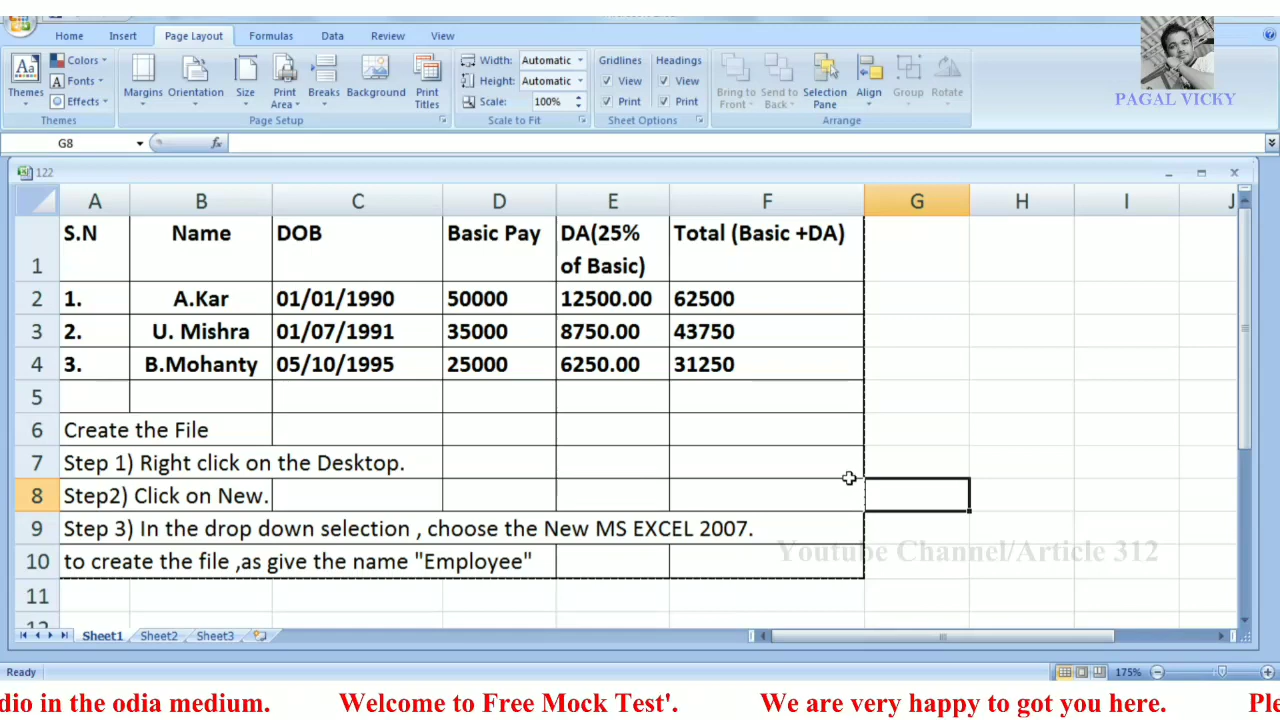 Home Insert Page Layout Formulas Data Review View
Themes Colors Fonts Effects Margins Orientation Size Print Area Breaks Background Print Titles Width: Automatic Height: Automatic Scale: 100% Gridlines View Print Headings View Print Bring to Front Send to Back Selection Pane Align Group Rotate
Themes Page Setup Scale to Fit Sheet Options Arrange
PAGAL VICKY
G8 fx
122
A B C D E F G H I J
1 S.N Name DOB Basic Pay DA(25% of Basic) Total (Basic +DA)
2 1. A.Kar 01/01/1990 50000 12500.00 62500
3 2. U. Mishra 01/07/1991 35000 8750.00 43750
4 3. B.Mohanty 05/10/1995 25000 6250.00 31250
5
6 Create the File
7 Step 1) Right click on the Desktop.
8 Step2) Click on New.
9 Step 3) In the drop down selection , choose the New MS EXCEL 2007.
10 to create the file ,as give the name "Employee"
Youtube Channel/Article 312
11
12
Sheet1 Sheet2 Sheet3
Ready 175%
dio in the odia medium. Welcome to Free Mock Test'. We are very happy to got you here. Ple